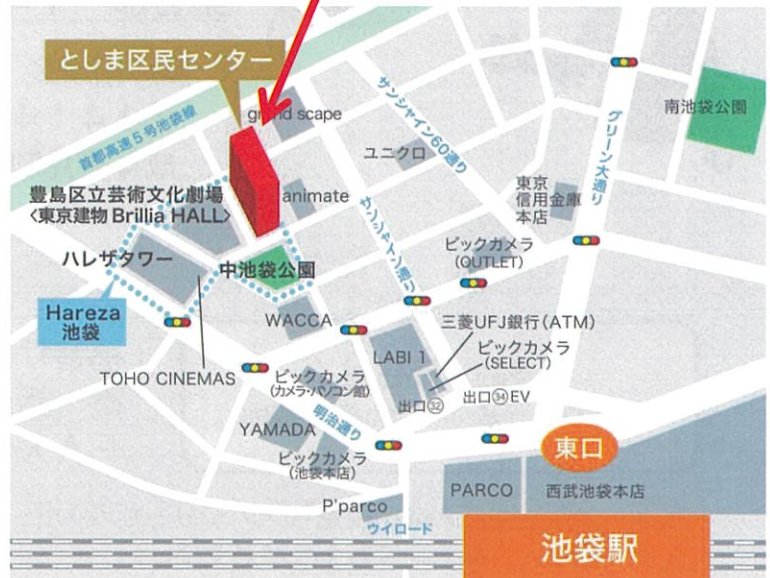 としま区民センター
grand scape
首都高速5号池袋線
サンシャイン60通り
グリーン大通り
南池袋公園
ユニクロ
豊島区立芸術文化劇場
〈東京建物 Brillia HALL〉
animate
サンシャイン通り
東京
信用金庫
本店
ハレザタワー
中池袋公園
ビックカメラ
(OUTLET)
Hareza
池袋
WACCA
三菱UFJ銀行(ATM)
LABI 1
ビックカメラ
(SELECT)
TOHO CINEMAS
ビックカメラ
(カメラ・パソコン館)
出口㉜
出口㉞EV
明治通り
YAMADA
ビックカメラ
(池袋本店)
東口
PARCO
西武池袋本店
P'parco
ウイロード
池袋駅